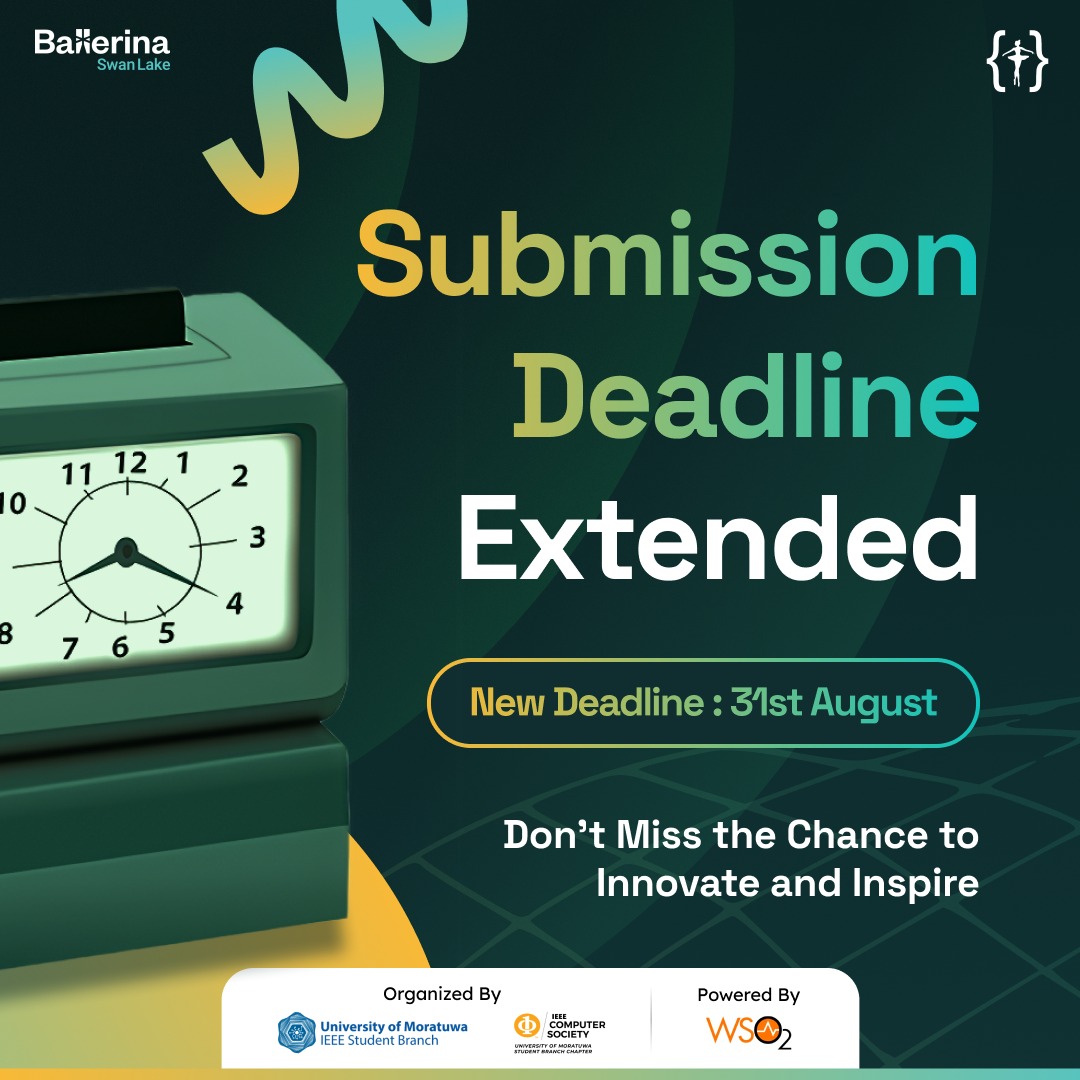 Ballerina
Swan Lake
Submission
Deadline
Extended
11 12 1
10 2
3
8 4
7 6 5
New Deadline : 31st August
Don't Miss the Chance to
Innovate and Inspire
Organized By
University of Moratuwa
IEEE Student Branch
IEEE
COMPUTER
SOCIETY
UNIVERSITY OF MORATUWA
STUDENT BRANCH CHAPTER
Powered By
WSO2